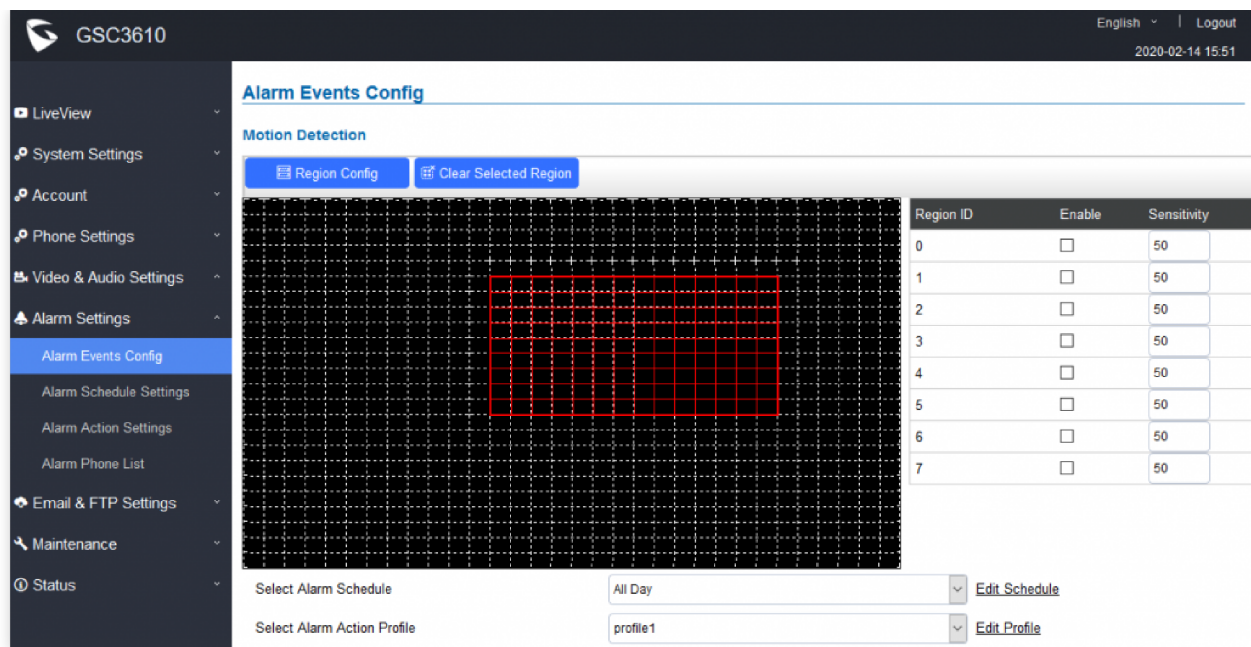 GSC3610
English | Logout
2020-02-14 15:51
LiveView
System Settings
Account
Phone Settings
Video & Audio Settings
Alarm Settings
Alarm Events Config
Alarm Schedule Settings
Alarm Action Settings
Alarm Phone List
Email & FTP Settings
Maintenance
Status
Alarm Events Config
Motion Detection
Region Config Clear Selected Region
Region ID Enable Sensitivity
0 50
1 50
2 50
3 50
4 50
5 50
6 50
7 50
Select Alarm Schedule All Day Edit Schedule
Select Alarm Action Profile profile1 Edit Profile